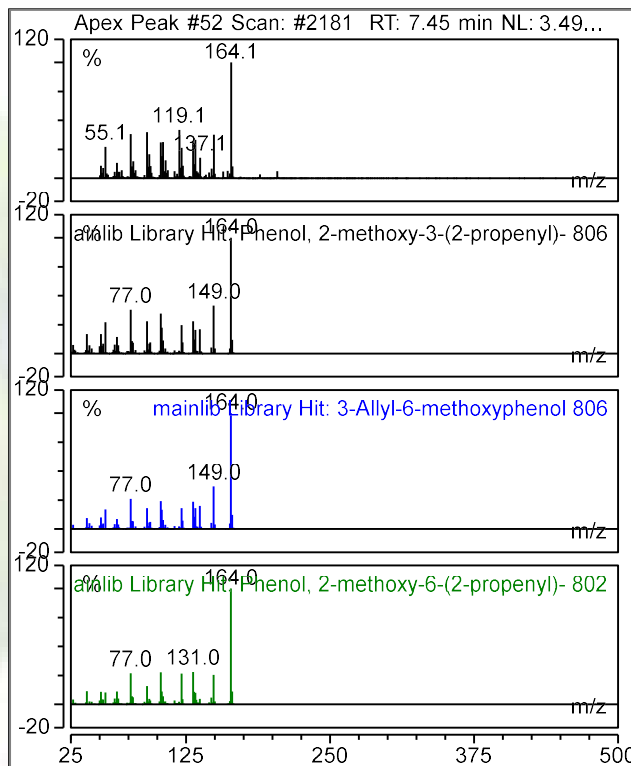 Apex Peak #52 Scan: #2181 RT: 7.45 min NL: 3.49...
120
%
164.1
119.1
55.1
137.1
m/z
-20
120
ainlib Library Hit: Phenol, 2-methoxy-3-(2-propenyl)- 806
164.0
149.0
77.0
m/z
-20
120
% mainlib Library Hit: 3-Allyl-6-methoxyphenol 806
164.0
149.0
77.0
m/z
-20
120
%
ainlib Library Hit: Phenol, 2-methoxy-6-(2-propenyl)- 802
164.0
77.0 131.0
m/z
-20
25 125 250 375 500